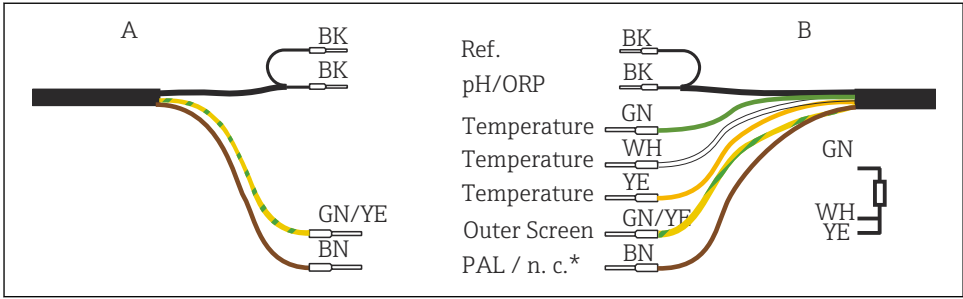 A
BK
BK
GN/YE
BN
B
Ref. BK
pH/ORP BK
Temperature GN
Temperature WH
Temperature YE
Outer Screen GN/YE
PAL / n. c.* BN
GN
WH
YE